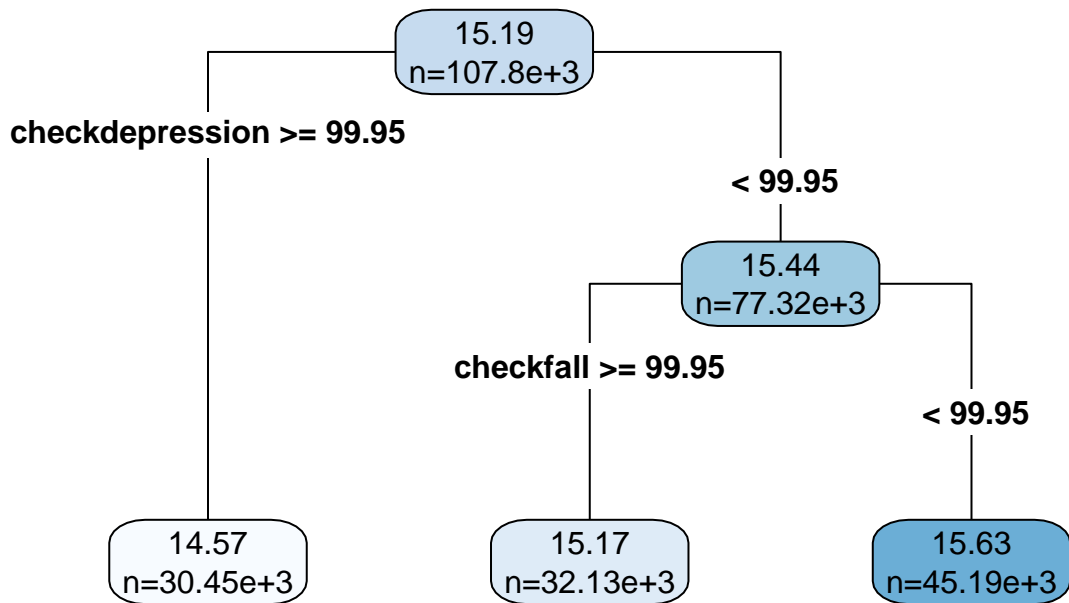 15.19
n=107.8e+3
checkdepression >= 99.95
< 99.95
15.44
n=77.32e+3
checkfall >= 99.95
< 99.95
14.57
n=30.45e+3
15.17
n=32.13e+3
15.63
n=45.19e+3